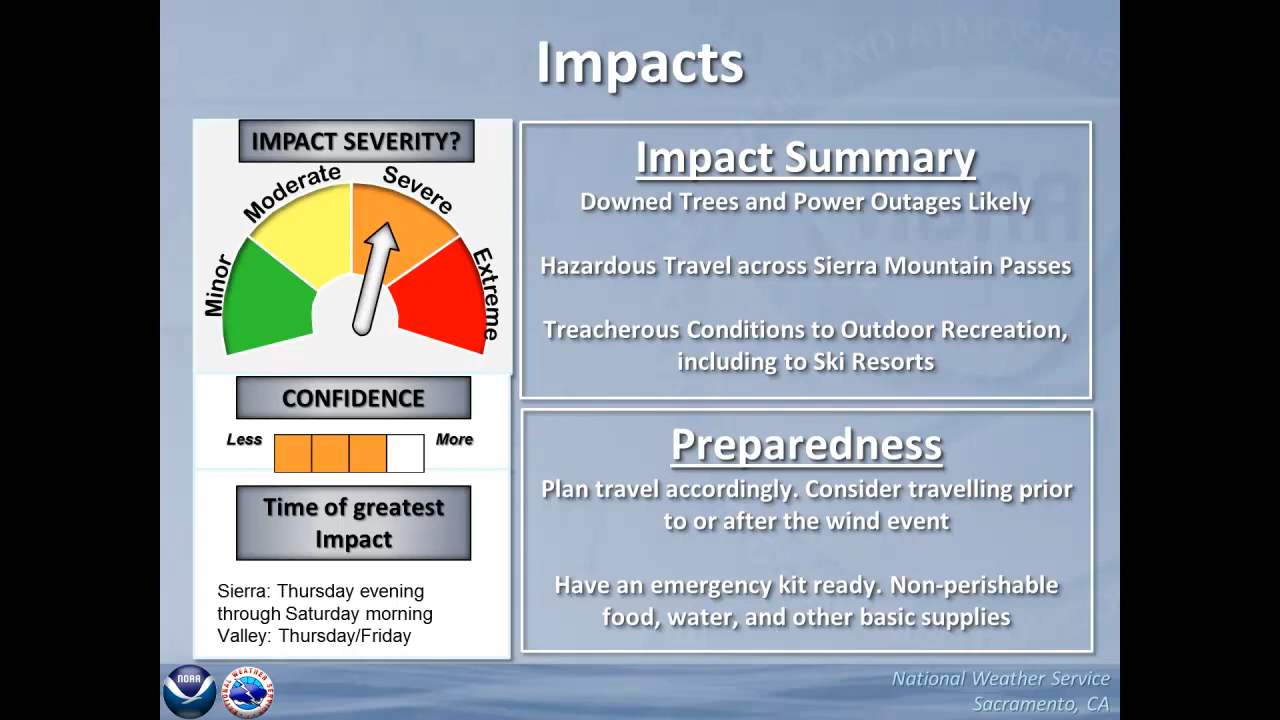 Impacts
IMPACT SEVERITY?
Minor
Moderate
Severe
Extreme
CONFIDENCE
Less
More
Time of greatest
Impact
Sierra: Thursday evening
through Saturday morning
Valley: Thursday/Friday
Impact Summary
Downed Trees and Power Outages Likely
Hazardous Travel across Sierra Mountain Passes
Treacherous Conditions to Outdoor Recreation,
including to Ski Resorts
Preparedness
Plan travel accordingly. Consider travelling prior
to or after the wind event
Have an emergency kit ready. Non-perishable
food, water, and other basic supplies
NOAA
National Weather Service
Sacramento, CA